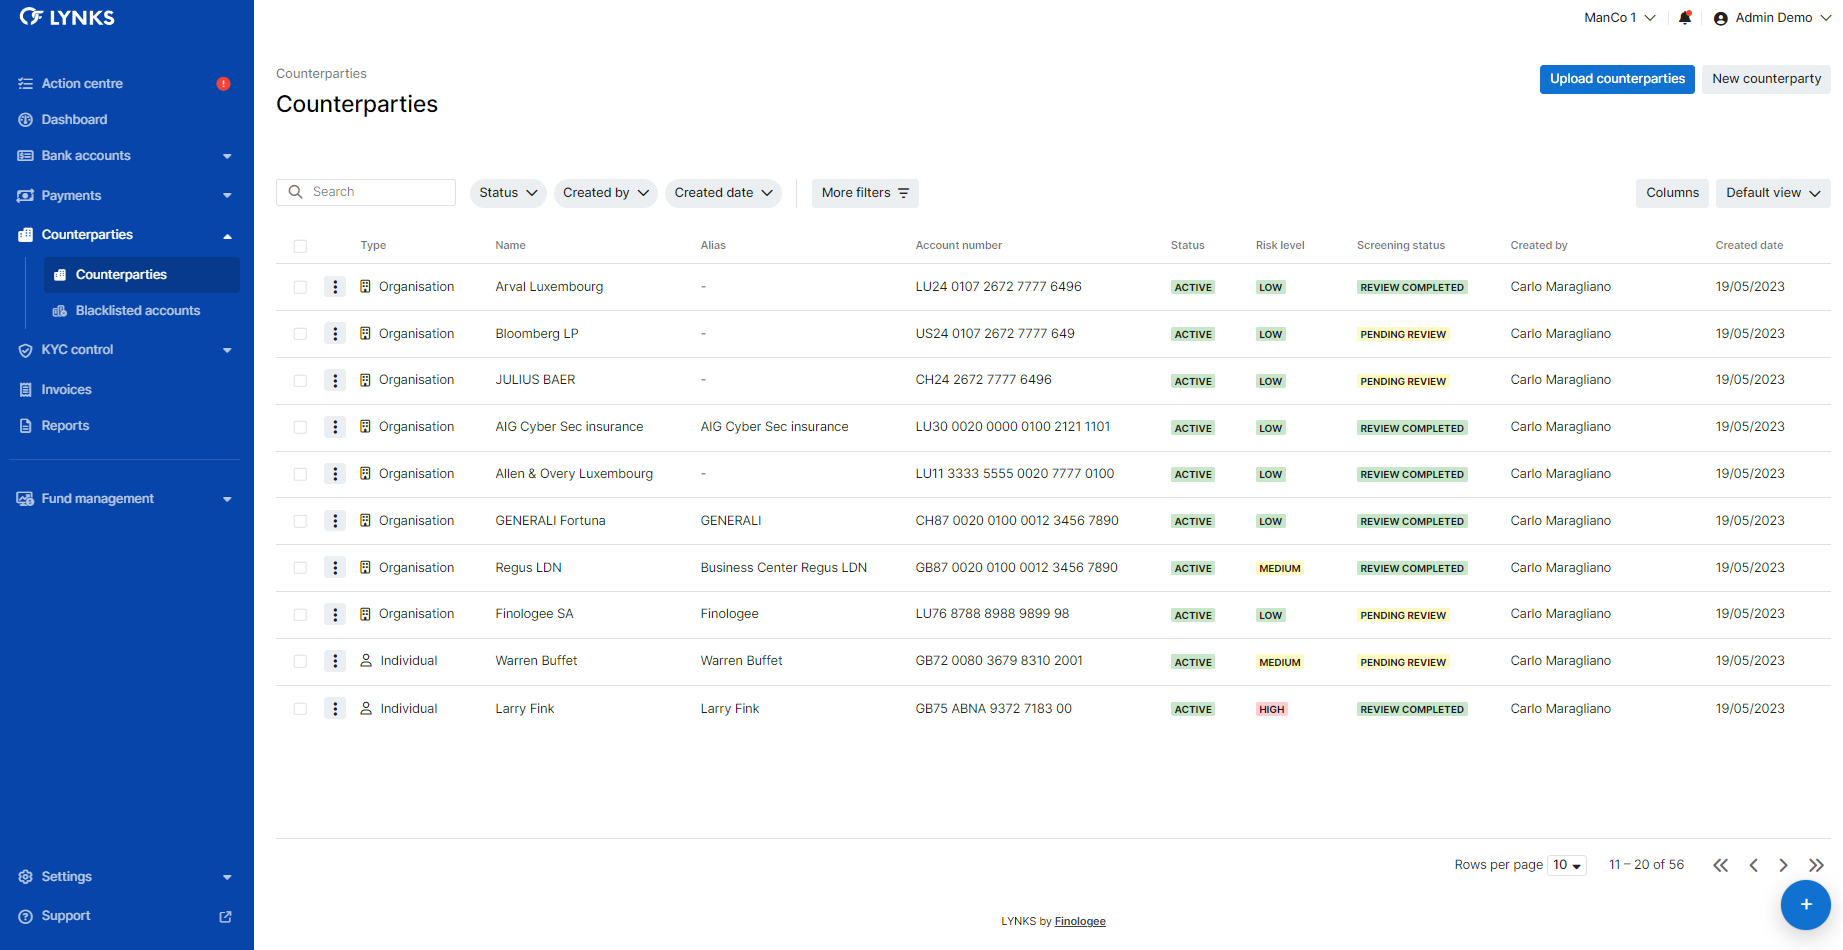 LYNKS
ManCo 1
Admin Demo
Action centre
!
Dashboard
Bank accounts
Payments
Counterparties
Counterparties
Blacklisted accounts
KYC control
Invoices
Reports
Fund management
Settings
Support
Counterparties
Counterparties
Upload counterparties
New counterparty
Search
Status
Created by
Created date
More filters
Columns
Default view
Type Name Alias Account number Status Risk level Screening status Created by Created date
Organisation Arval Luxembourg - LU24 0107 2672 7777 6496 ACTIVE LOW REVIEW COMPLETED Carlo Maragliano 19/05/2023
Organisation Bloomberg LP - US24 0107 2672 7777 649 ACTIVE LOW PENDING REVIEW Carlo Maragliano 19/05/2023
Organisation JULIUS BAER - CH24 2672 7777 6496 ACTIVE LOW PENDING REVIEW Carlo Maragliano 19/05/2023
Organisation AIG Cyber Sec insurance AIG Cyber Sec insurance LU30 0020 0000 0100 2121 1101 ACTIVE LOW REVIEW COMPLETED Carlo Maragliano 19/05/2023
Organisation Allen & Overy Luxembourg - LU11 3333 5555 0020 7777 0100 ACTIVE LOW REVIEW COMPLETED Carlo Maragliano 19/05/2023
Organisation GENERALI Fortuna GENERALI CH87 0020 0100 0012 3456 7890 ACTIVE LOW REVIEW COMPLETED Carlo Maragliano 19/05/2023
Organisation Regus LDN Business Center Regus LDN GB87 0020 0100 0012 3456 7890 ACTIVE MEDIUM REVIEW COMPLETED Carlo Maragliano 19/05/2023
Organisation Finologee SA Finologee LU76 8788 8988 9899 98 ACTIVE LOW PENDING REVIEW Carlo Maragliano 19/05/2023
Individual Warren Buffet Warren Buffet GB72 0080 3679 8310 2001 ACTIVE MEDIUM PENDING REVIEW Carlo Maragliano 19/05/2023
Individual Larry Fink Larry Fink GB75 ABNA 9372 7183 00 ACTIVE HIGH REVIEW COMPLETED Carlo Maragliano 19/05/2023
Rows per page 10 11 – 20 of 56
+
LYNKS by Finologee